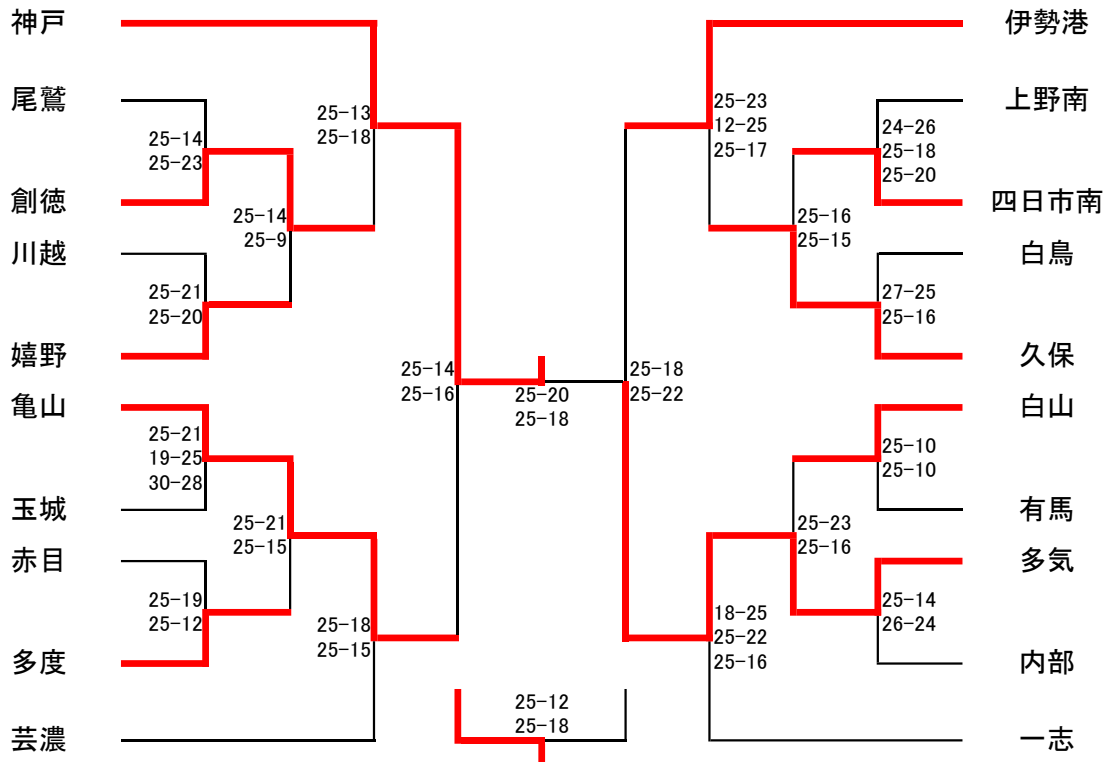 神戸
尾鷲
創徳
川越
嬉野
亀山
玉城
赤目
多度
芸濃
25-14
25-23
25-21
25-20
25-21
19-25
30-28
25-19
25-12
25-14
25-9
25-21
25-15
25-13
25-18
25-18
25-15
25-14
25-16
25-20
25-18
25-12
25-18
25-18
25-22
25-23
12-25
25-17
18-25
25-22
25-16
25-16
25-15
25-23
25-16
24-26
25-18
25-20
27-25
25-16
25-10
25-10
25-14
26-24
伊勢港
上野南
四日市南
白鳥
久保
白山
有馬
多気
内部
一志